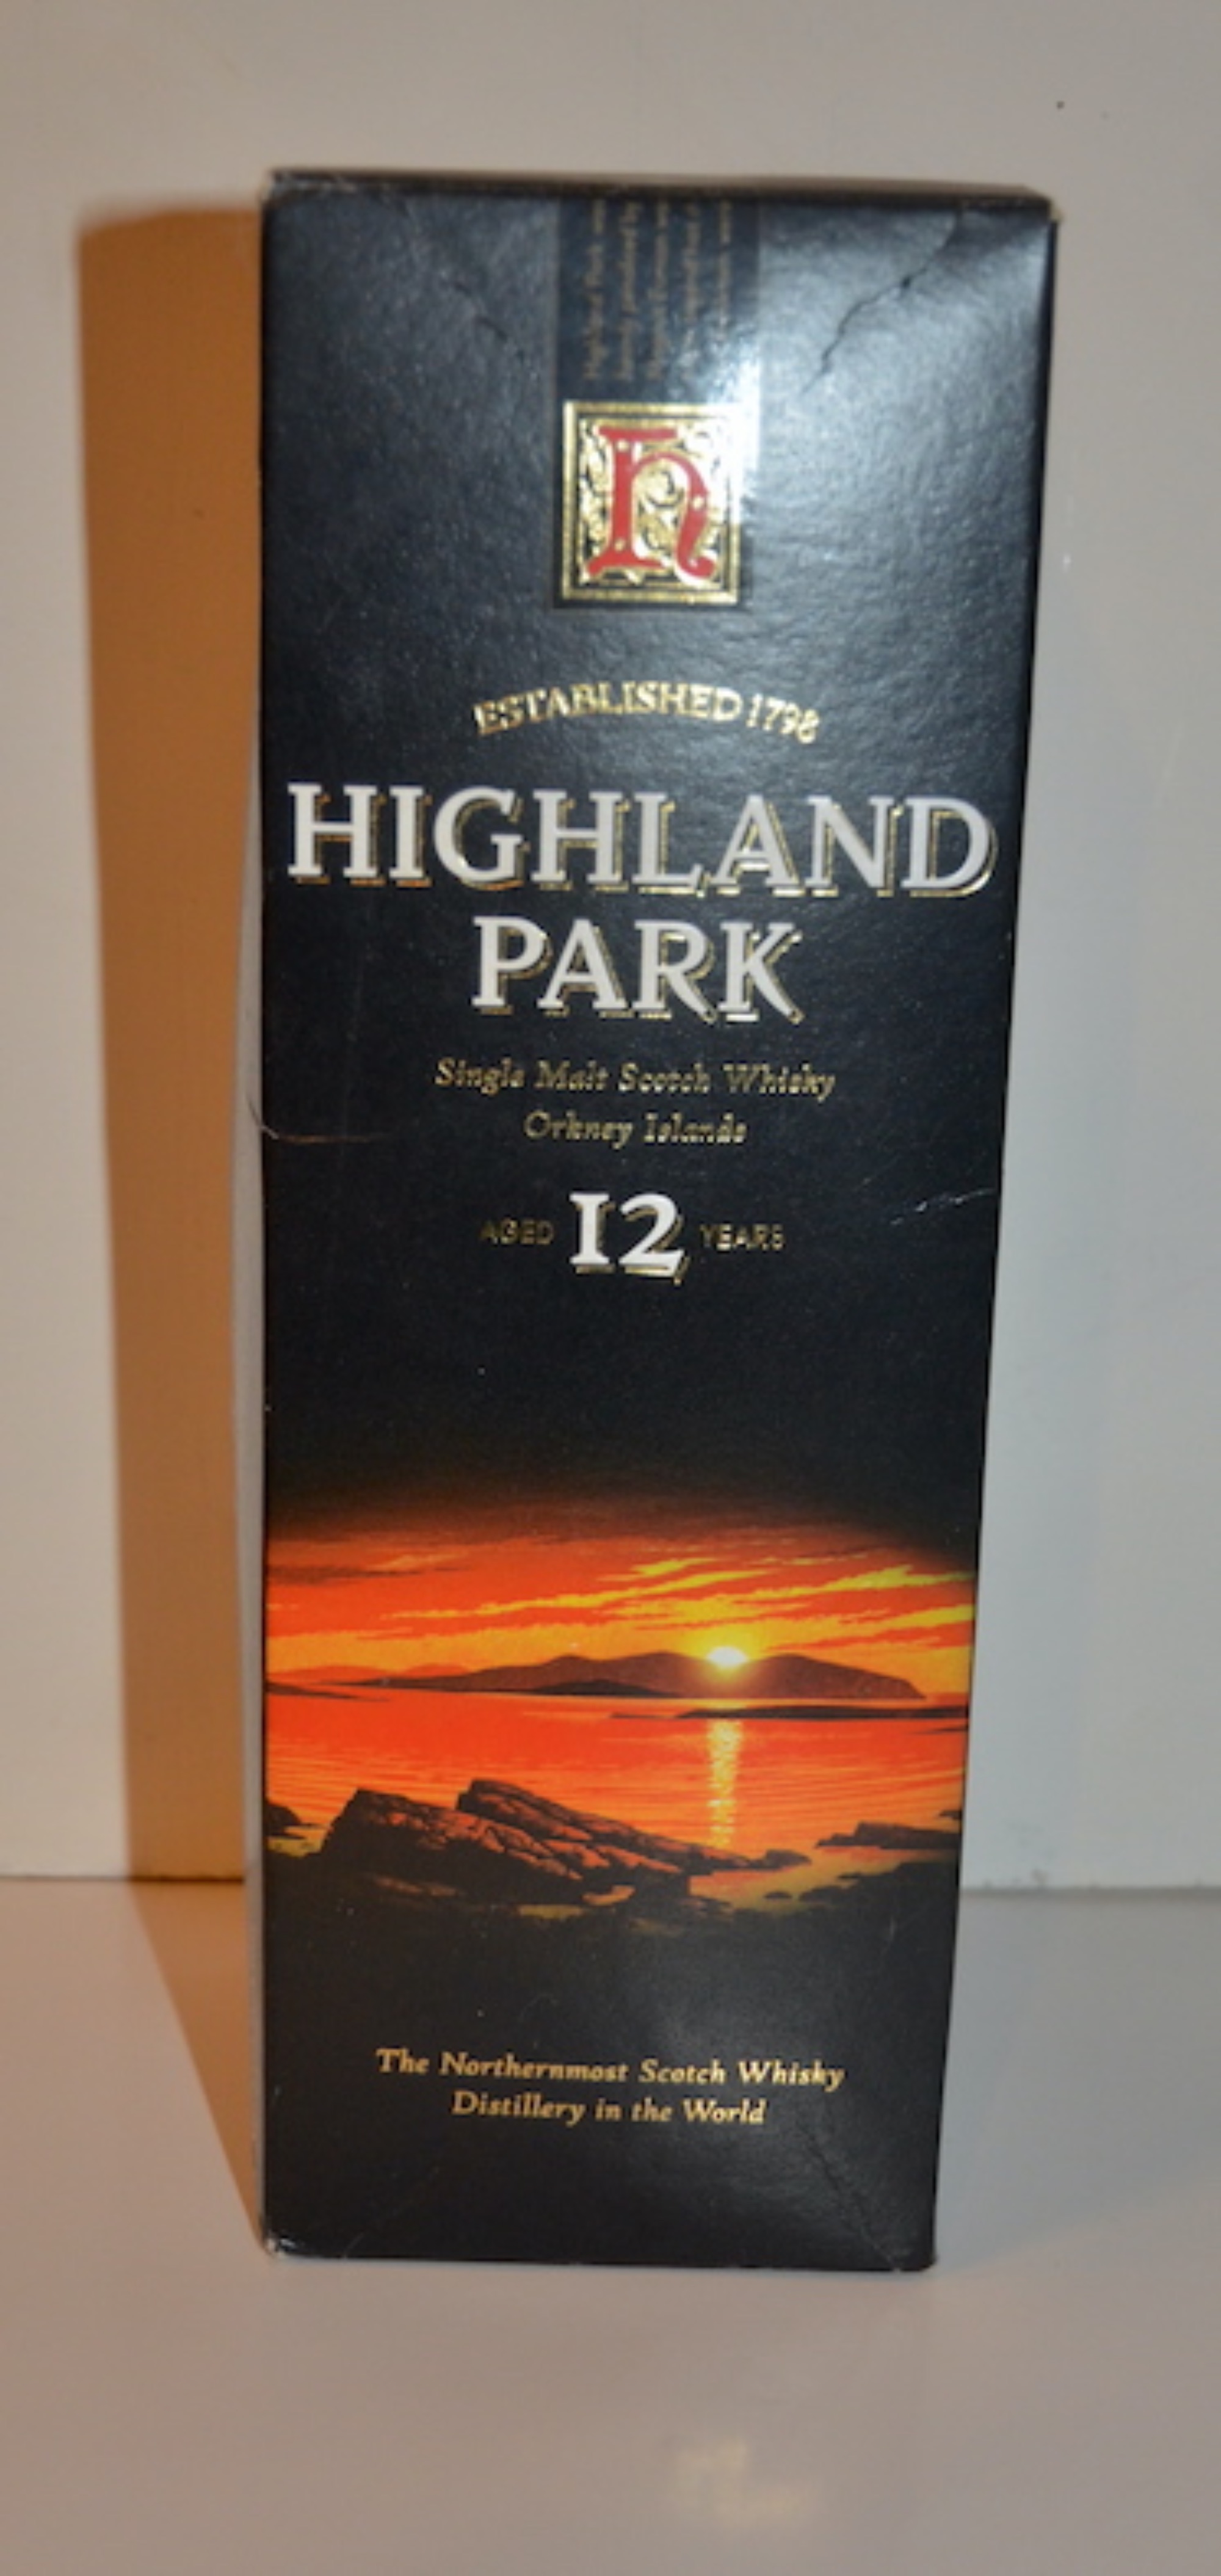 h
ESTABLISHED 1798
HIGHLAND
PARK
Single Malt Scotch Whisky
Orkney Islands
AGED 12 YEARS
The Northernmost Scotch Whisky
Distillery in the World